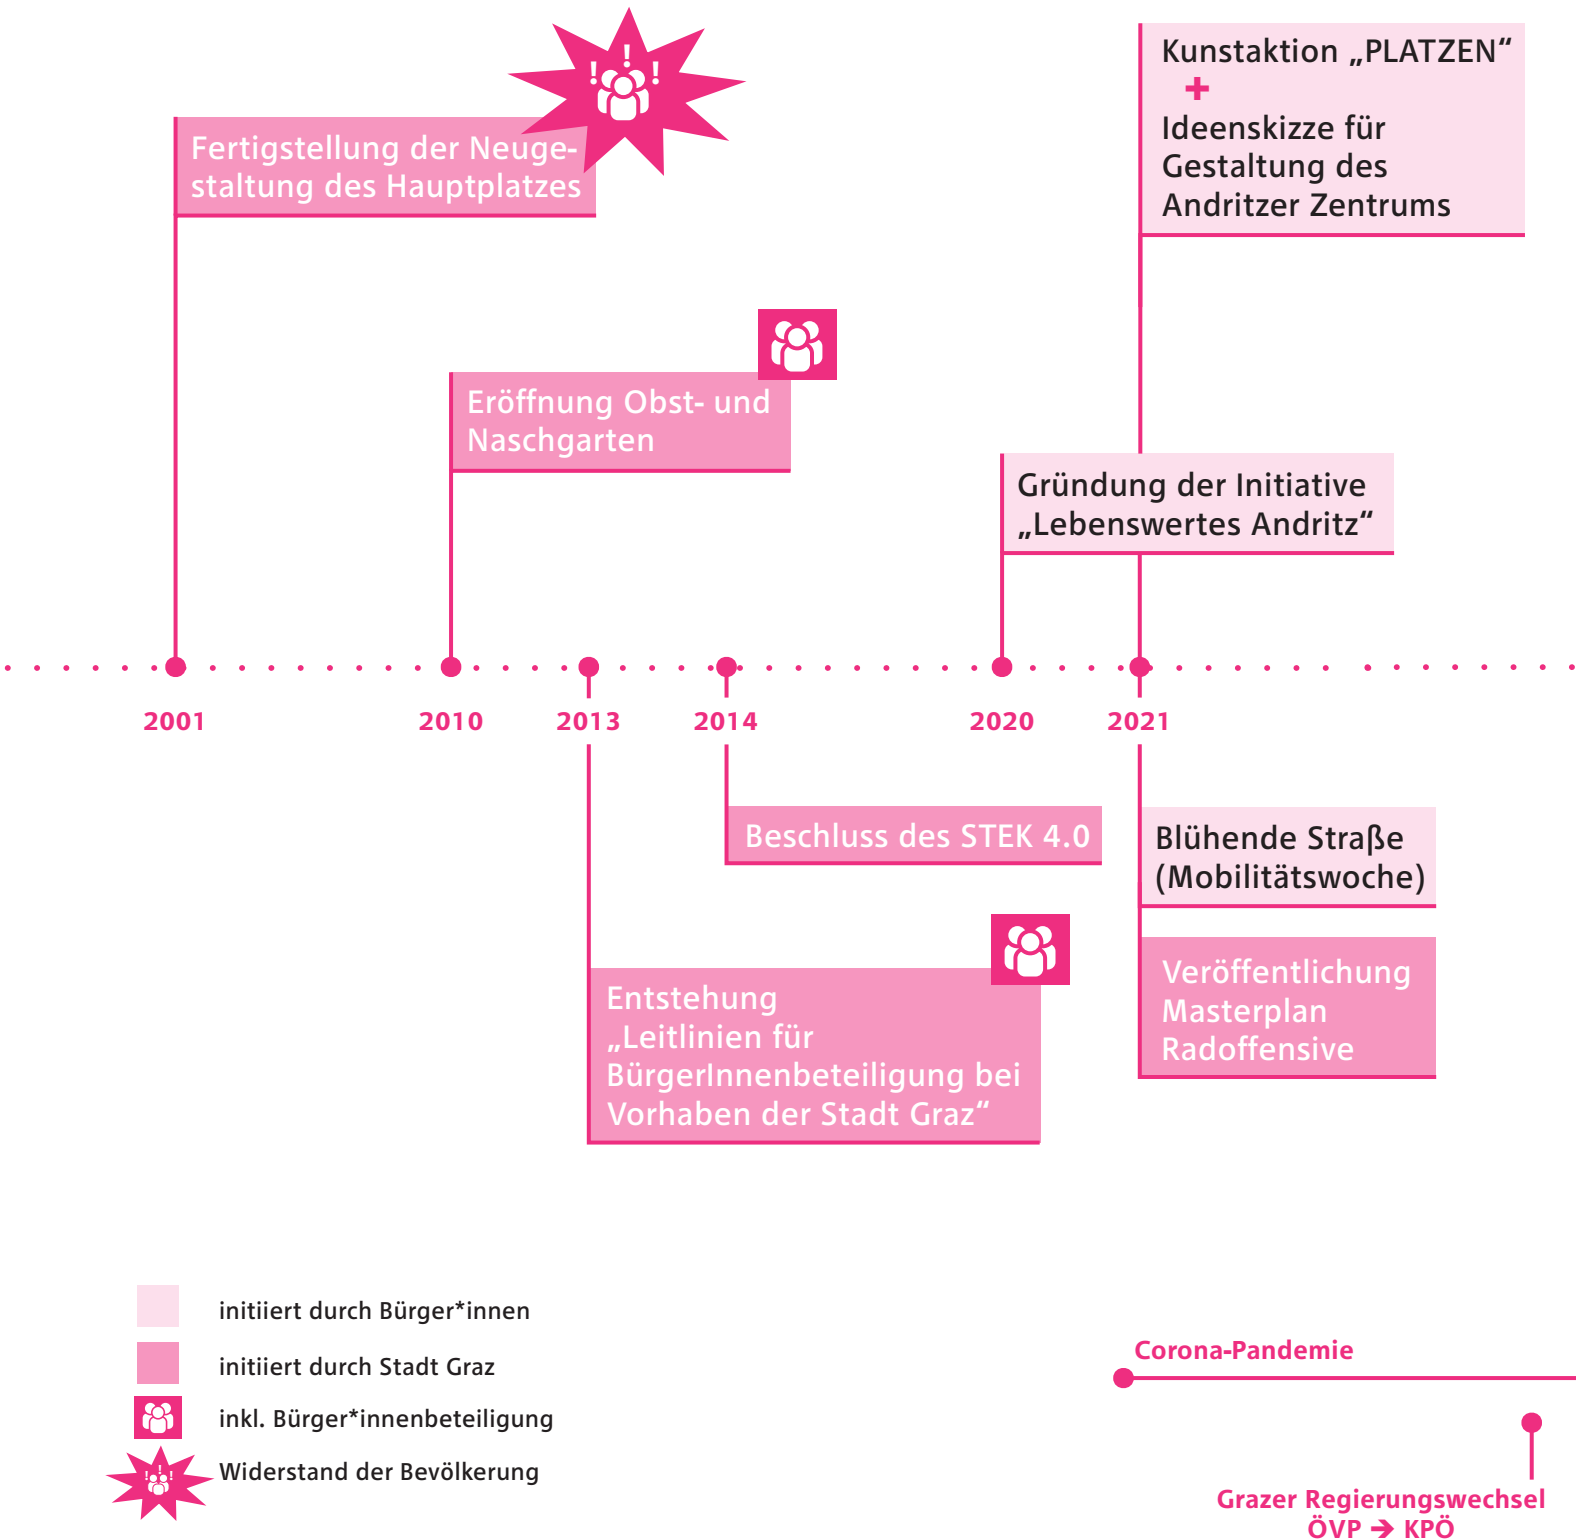 Fertigstellung der Neuge-
staltung des Hauptplatzes
! ! !
Kunstaktion „PLATZEN“
+
Ideenskizze für
Gestaltung des
Andritzer Zentrums
Eröffnung Obst- und
Naschgarten
Gründung der Initiative
„Lebenswertes Andritz“
2001
2010
2013
2014
2020
2021
Beschluss des STEK 4.0
Entstehung
„Leitlinien für
BürgerInnenbeteiligung bei
Vorhaben der Stadt Graz“
Blühende Straße
(Mobilitätswoche)
Veröffentlichung
Masterplan
Radoffensive
initiiert durch Bürger*innen
initiiert durch Stadt Graz
inkl. Bürger*innenbeteiligung
! ! !
Widerstand der Bevölkerung
Corona-Pandemie
Grazer Regierungswechsel
ÖVP → KPÖ